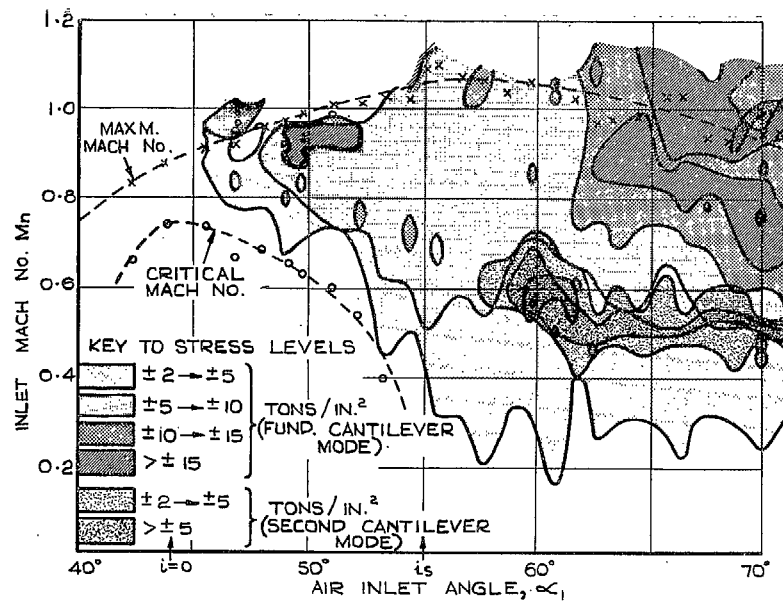 1.2
1.0
0.8
0.6
0.4
0.2
INLET MACH NO. Mn
MAXM.
MACH NO.
CRITICAL
MACH NO.
KEY TO STRESS LEVELS
±2→±5
±5→±10
±10→±15
>±15
TONS/IN.²
(FUND. CANTILEVER
MODE)
±2→±5
>±5
TONS/IN.²
(SECOND CANTILEVER
MODE)
40° i=0 50° is 60° 70°
AIR INLET ANGLE, α₁